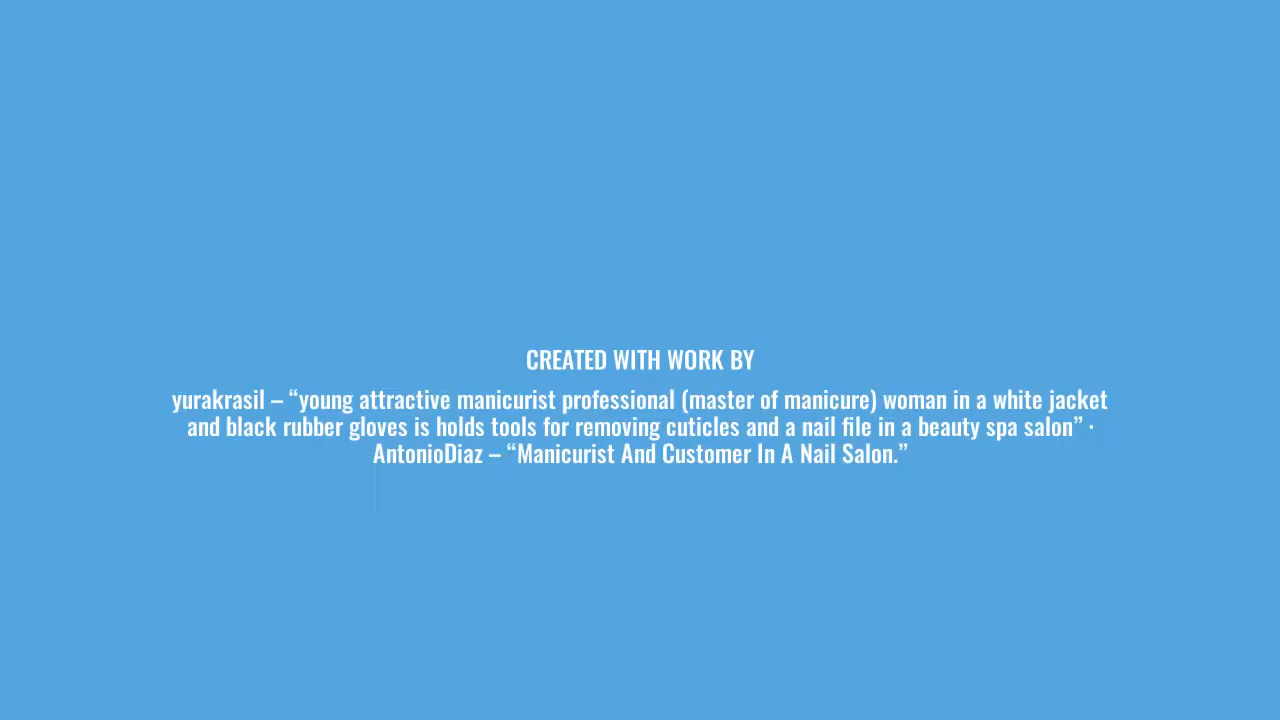 CREATED WITH WORK BY
yurakrasil – “young attractive manicurist professional (master of manicure) woman in a white jacket
and black rubber gloves is holds tools for removing cuticles and a nail file in a beauty spa salon” ·
AntonioDiaz – “Manicurist And Customer In A Nail Salon.”